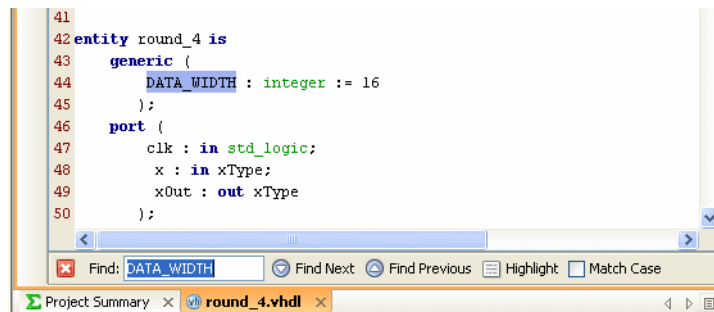 41
42 entity round_4 is
43 generic (
44 DATA_WIDTH : integer := 16
45 );
46 port (
47 clk : in std_logic;
48 x : in xType;
49 xOut : out xType
50 );
Find: DATA_WIDTH Find Next Find Previous Highlight Match Case
Σ Project Summary vh round_4.vhdl